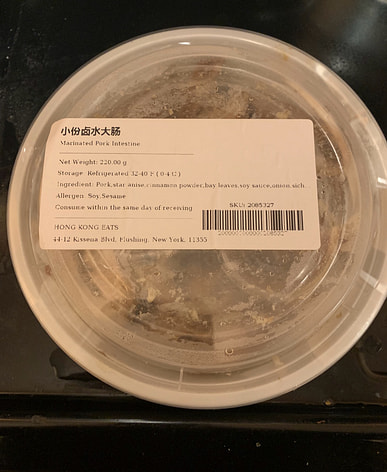 小份卤水大肠
Marinated Pork Intestine
Net Weight: 220.00 g
Storage: Refrigerated 32-40 F ( 0-4 C )
Ingredient: Pork,star anise,cinnamon powder,bay leaves,soy sauce,onion,rich...
Allergen: Soy,Sesame
Consume within the same day of receiving
SKU: 2085327
HONG KONG EATS
44-12 Kissena Blvd, Flushing, New York, 11355